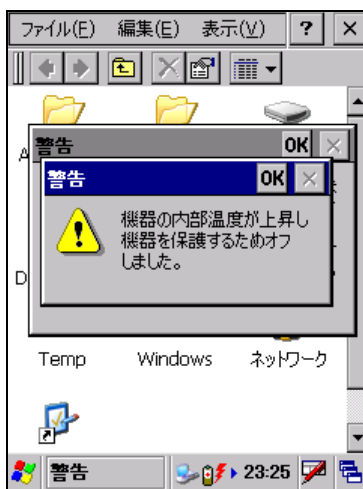 ファイル(F) 編集(E) 表示(V) ? ×
警告 OK ×
警告 OK ×
機器の内部温度が上昇し
機器を保護するためオフ
しました。
Temp Windows ネットワーク
警告 23:25